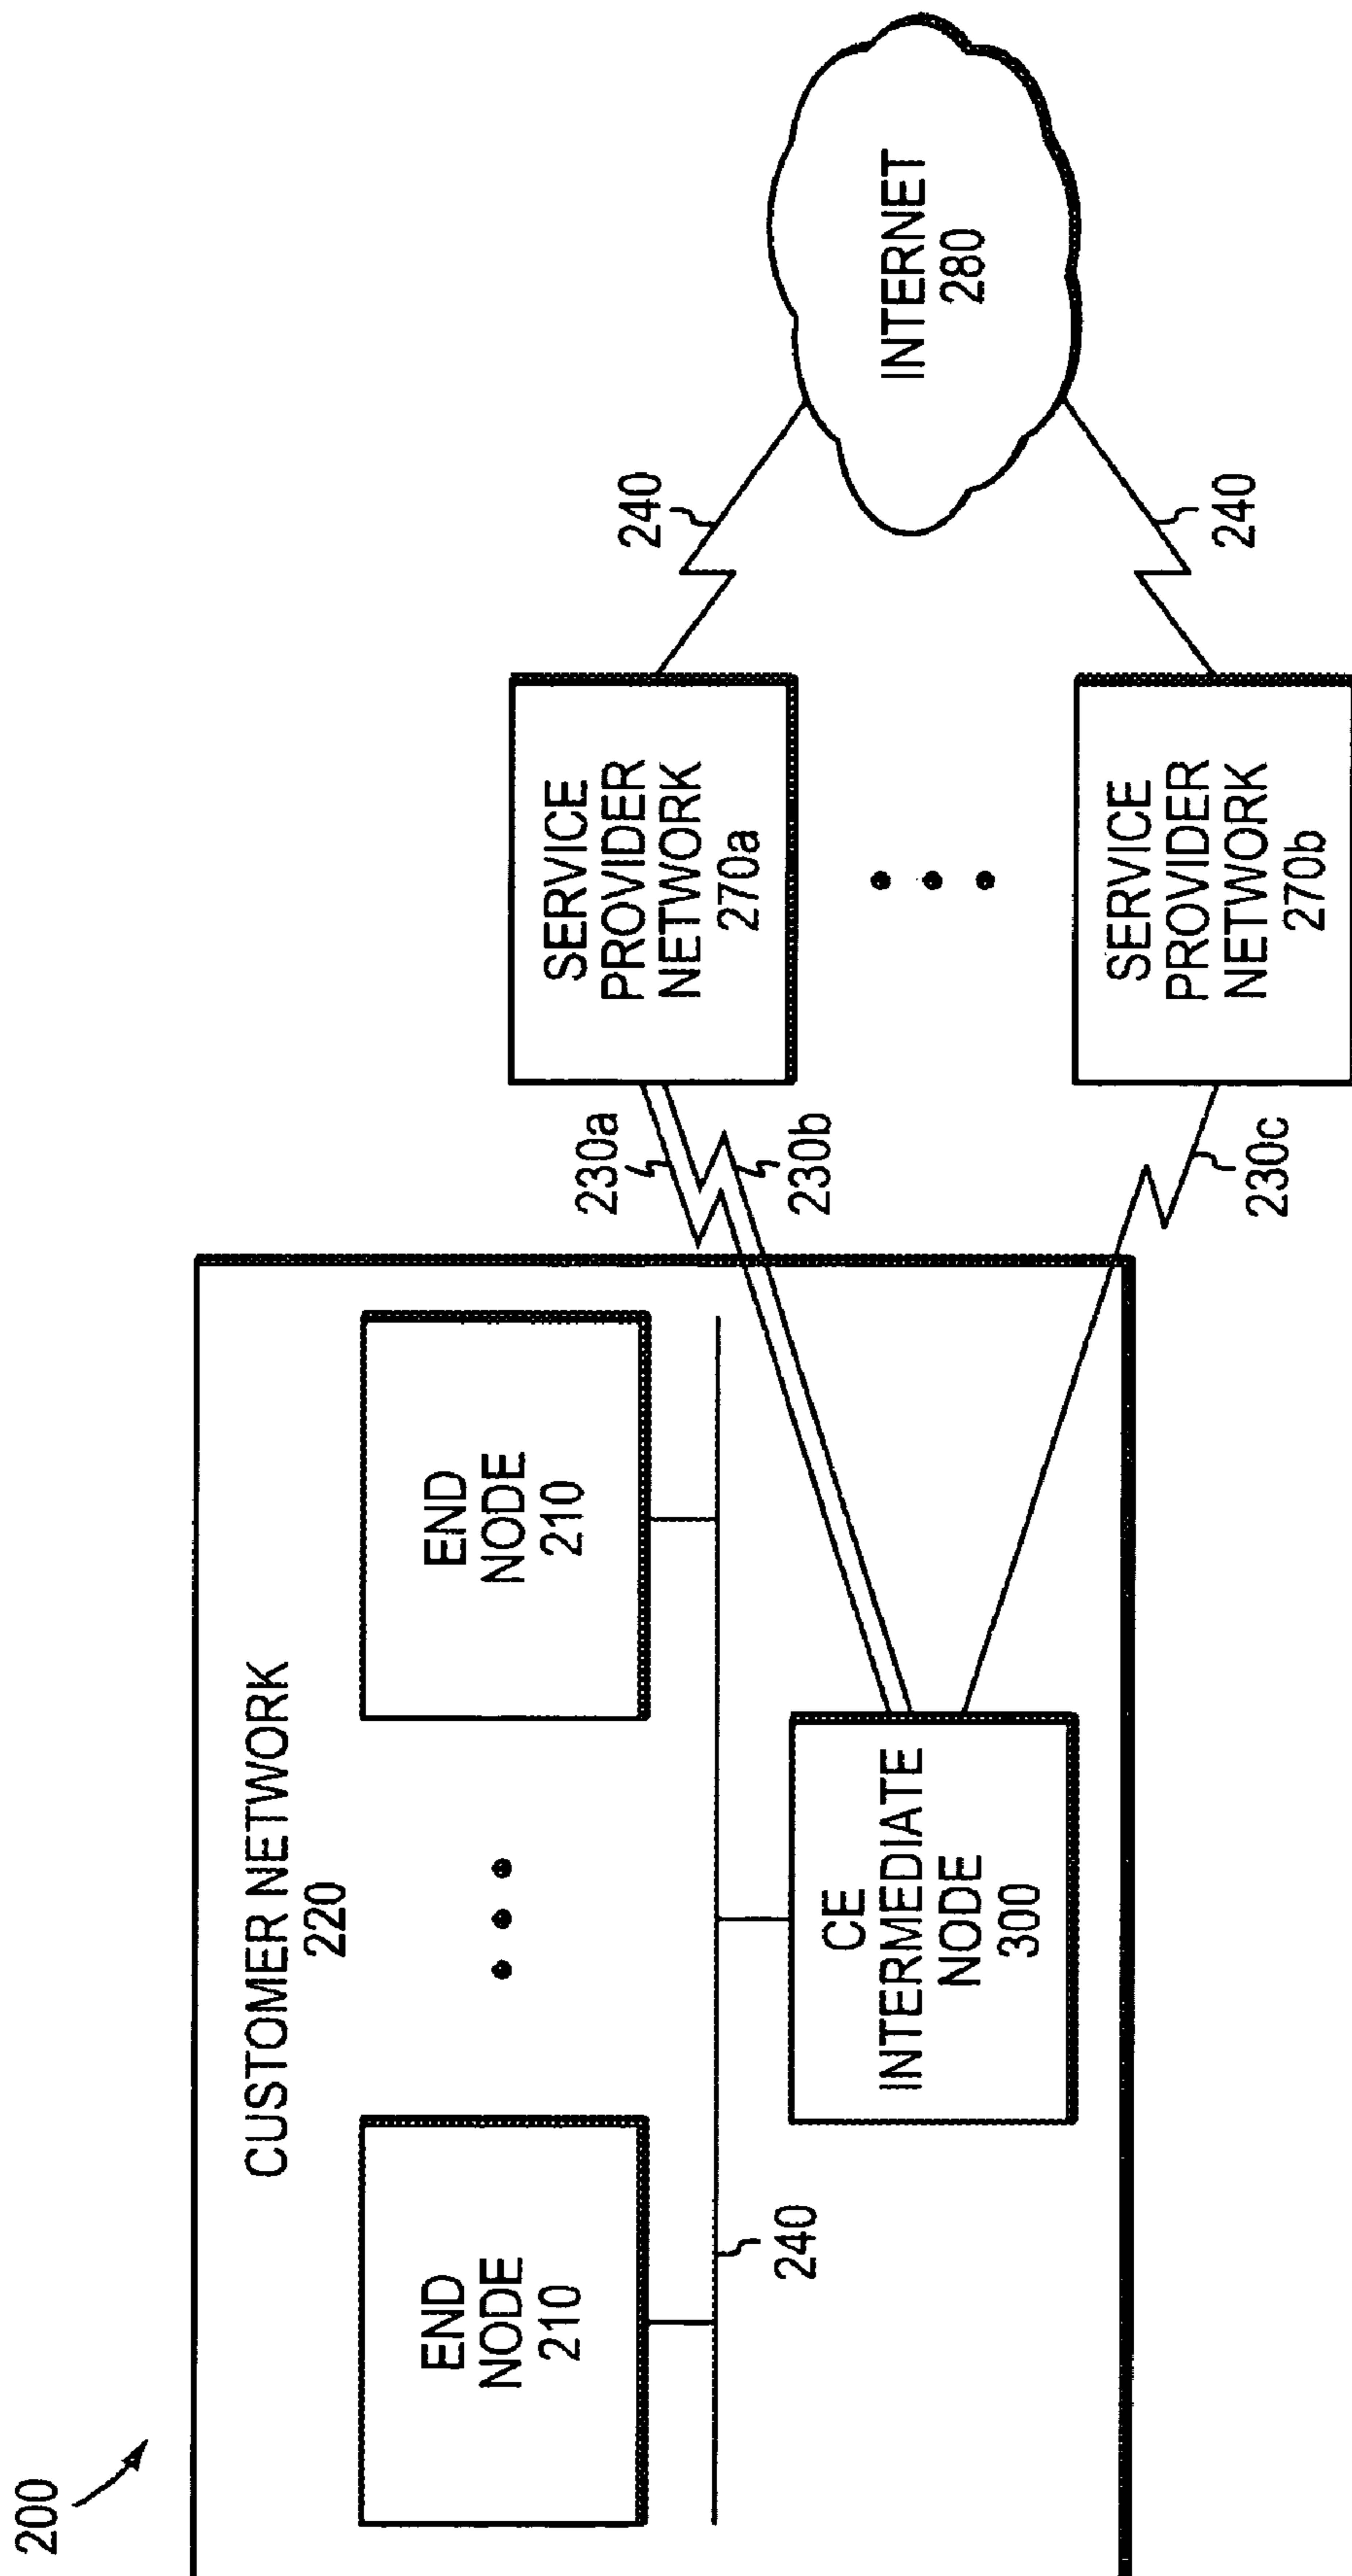 200
CUSTOMER NETWORK
220
END
NODE
210
END
NODE
210
240
CE
INTERMEDIATE
NODE
300
230a
230b
230c
SERVICE
PROVIDER
NETWORK
270a
SERVICE
PROVIDER
NETWORK
270b
240
240
INTERNET
280